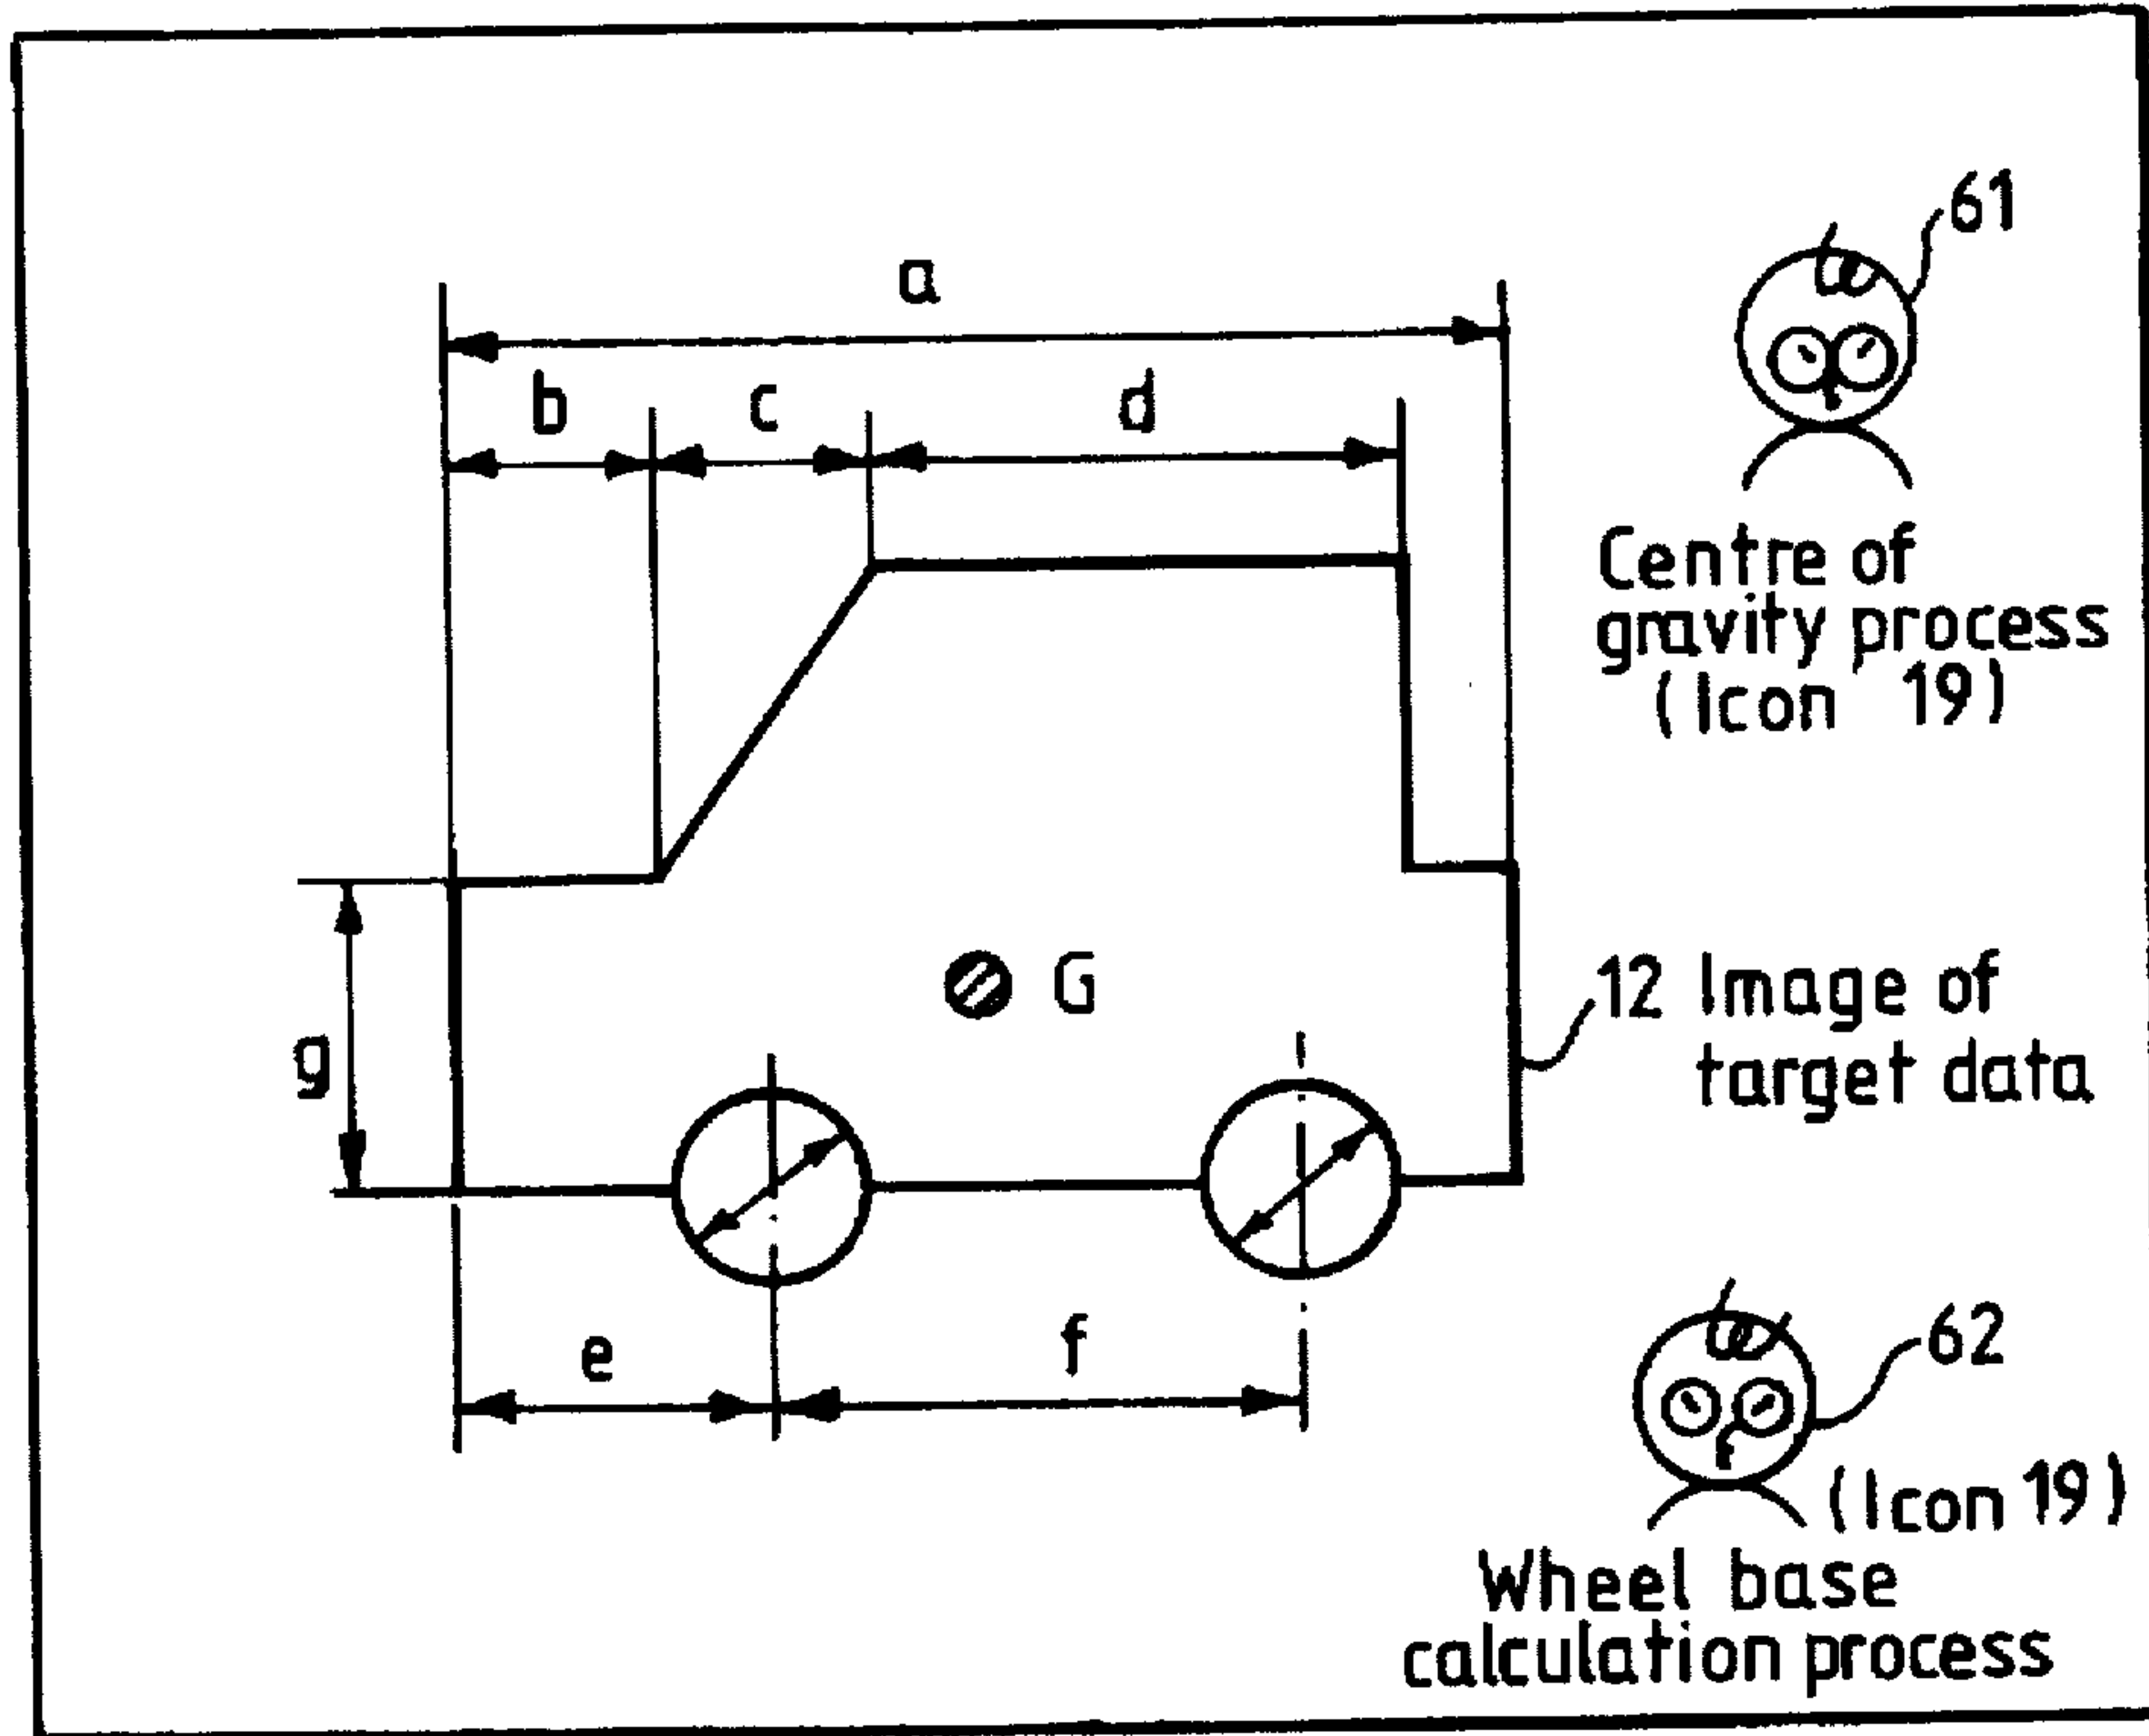 61
a
b
c
d
Centre of
gravity process
(Icon 19)
G
12 Image of
target data
g
e
f
62
(Icon 19)
Wheel base
calculation process